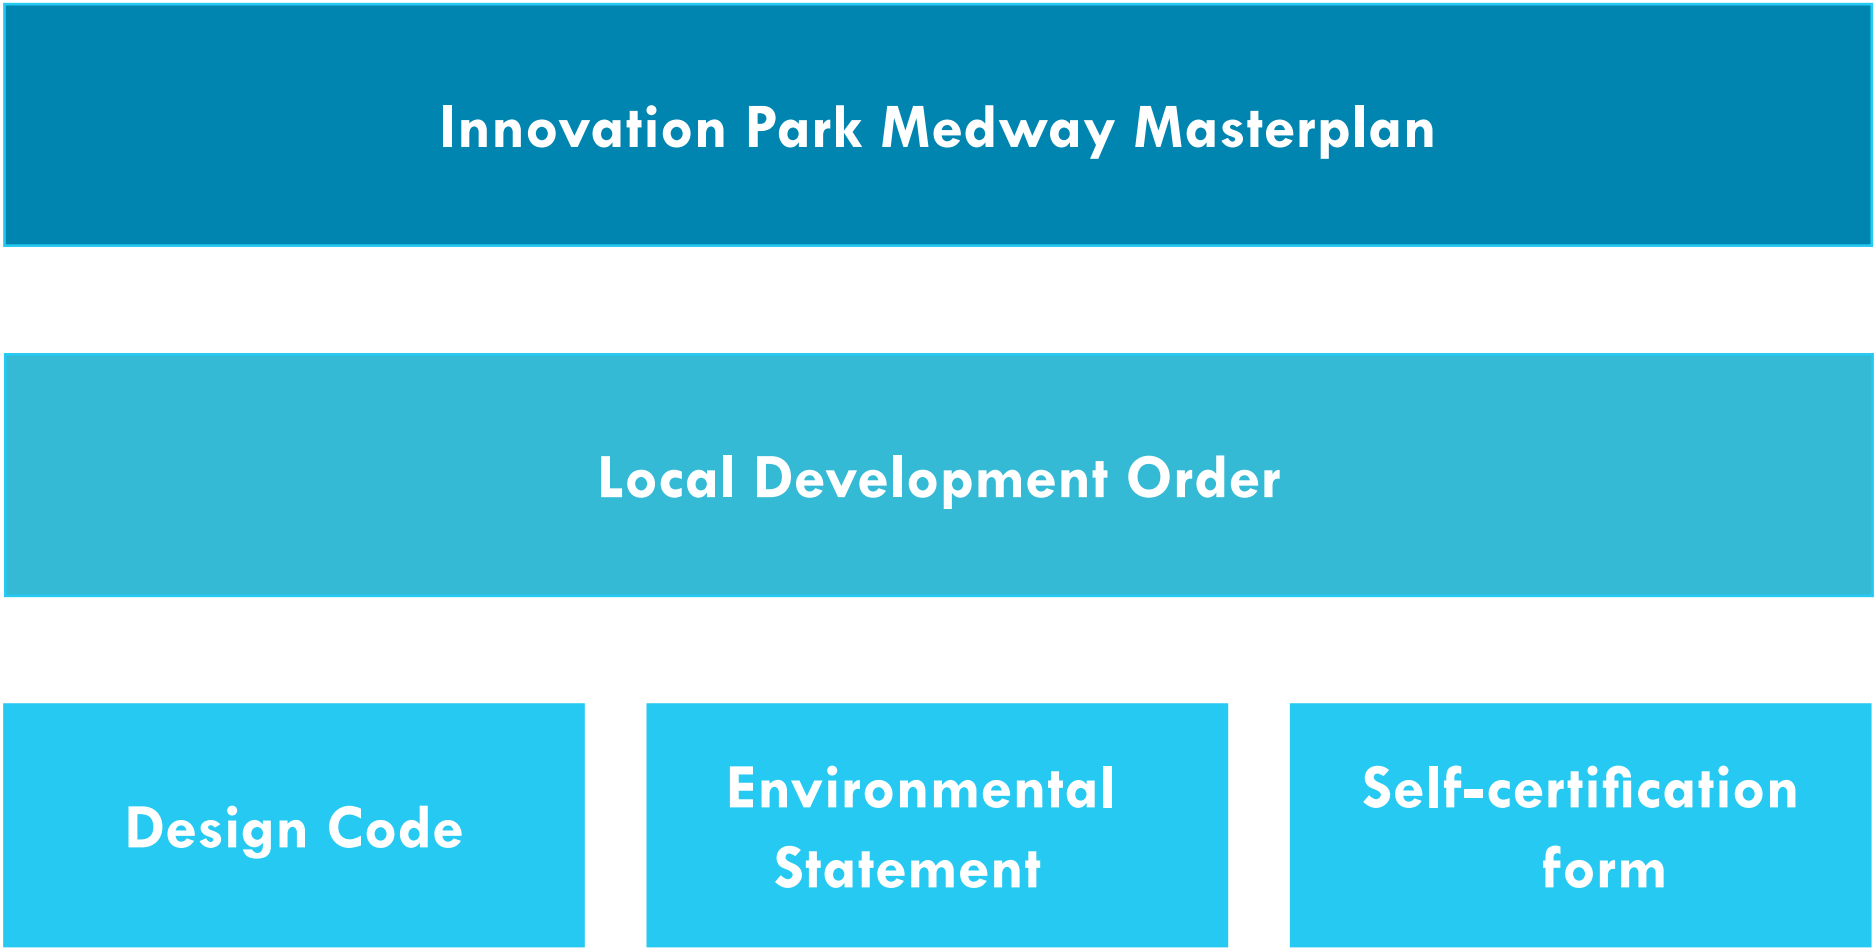 Innovation Park Medway Masterplan
Local Development Order
Design Code
Environmental
Statement
Self-certification
form